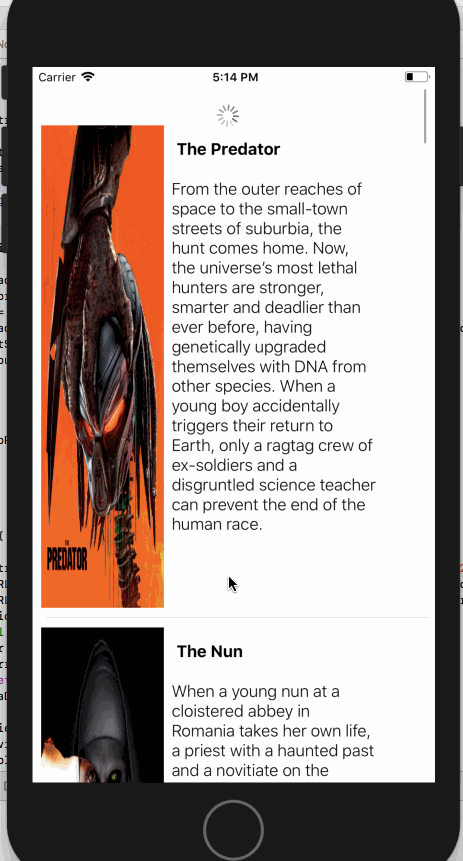 Carrier 5:14 PM
The Predator
From the outer reaches of
space to the small-town
streets of suburbia, the
hunt comes home. Now,
the universe’s most lethal
hunters are stronger,
smarter and deadlier than
ever before, having
genetically upgraded
themselves with DNA from
other species. When a
young boy accidentally
triggers their return to
Earth, only a ragtag crew of
ex-soldiers and a
disgruntled science teacher
can prevent the end of the
human race.
PREDATOR
The Nun
When a young nun at a
cloistered abbey in
Romania takes her own life,
a priest with a haunted past
and a novitiate on the